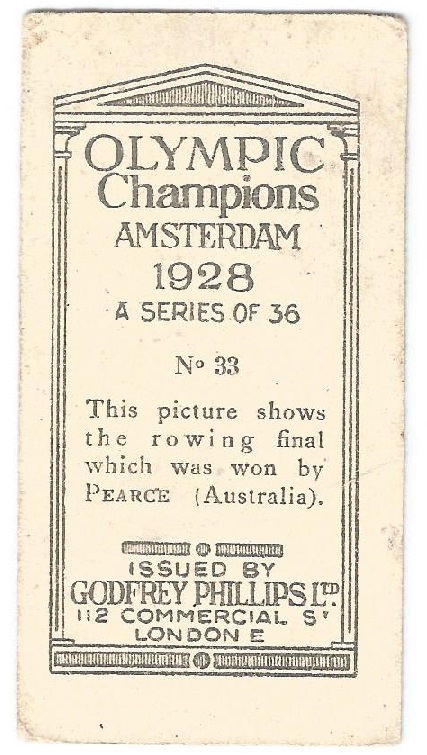 OLYMPIC
Champions
AMSTERDAM
1928
A SERIES OF 36
No 33
This picture shows
the rowing final
which was won by
PEARCE (Australia).
ISSUED BY
GODFREY PHILLIPS LTD.
112 COMMERCIAL ST
LONDON E